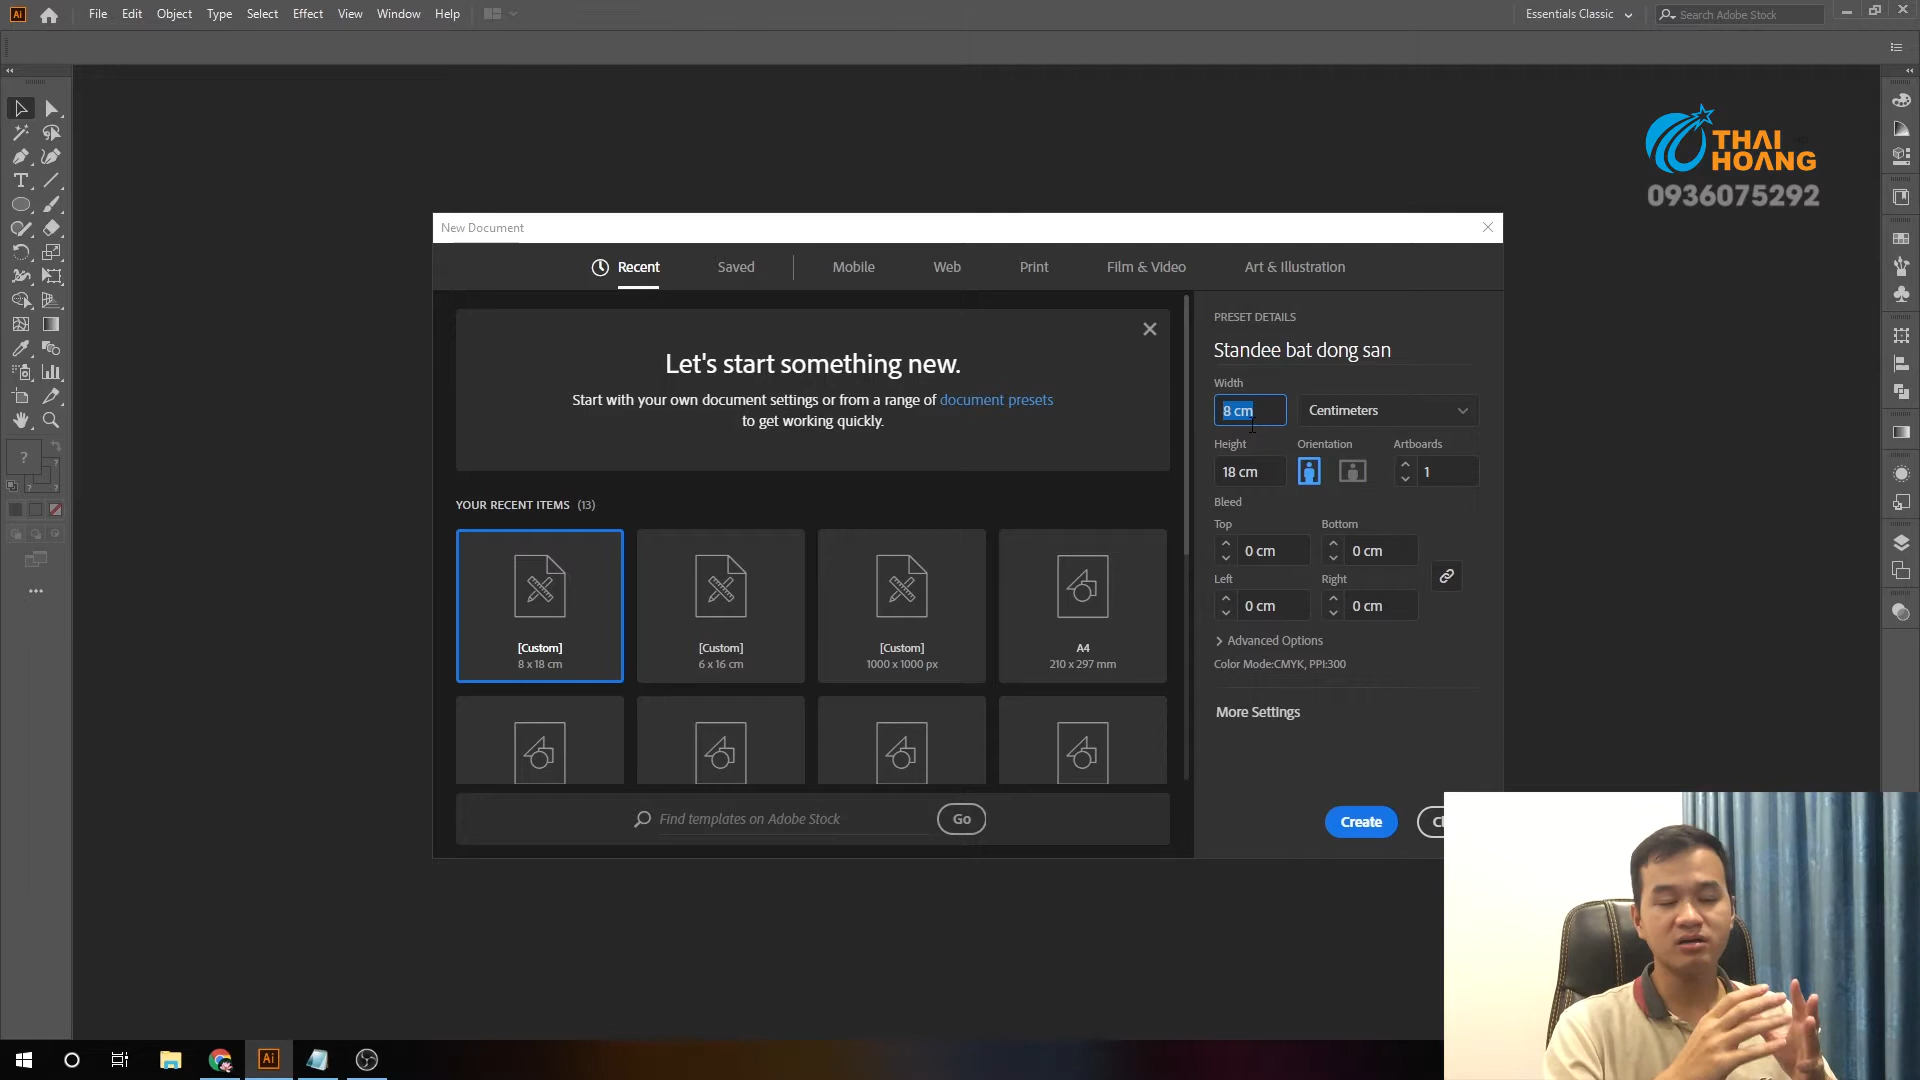 Ai File Edit Object Type Select Effect View Window Help
Essentials Classic
Search Adobe Stock
THAI
HOANG
0936075292
New Document
Recent Saved Mobile Web Print Film & Video Art & Illustration
Let's start something new.
Start with your own document settings or from a range of document presets
to get working quickly.
YOUR RECENT ITEMS (13)
[Custom]
8 x 18 cm
[Custom]
6 x 16 cm
[Custom]
1000 x 1000 px
A4
210 x 297 mm
Find templates on Adobe Stock
Go
PRESET DETAILS
Standee bat dong san
Width
8 cm Centimeters
Height Orientation Artboards
18 cm 1
Bleed
Top Bottom
0 cm 0 cm
Left Right
0 cm 0 cm
Advanced Options
Color Mode:CMYK, PPI:300
More Settings
Create
T
?
?
?
?
Ai